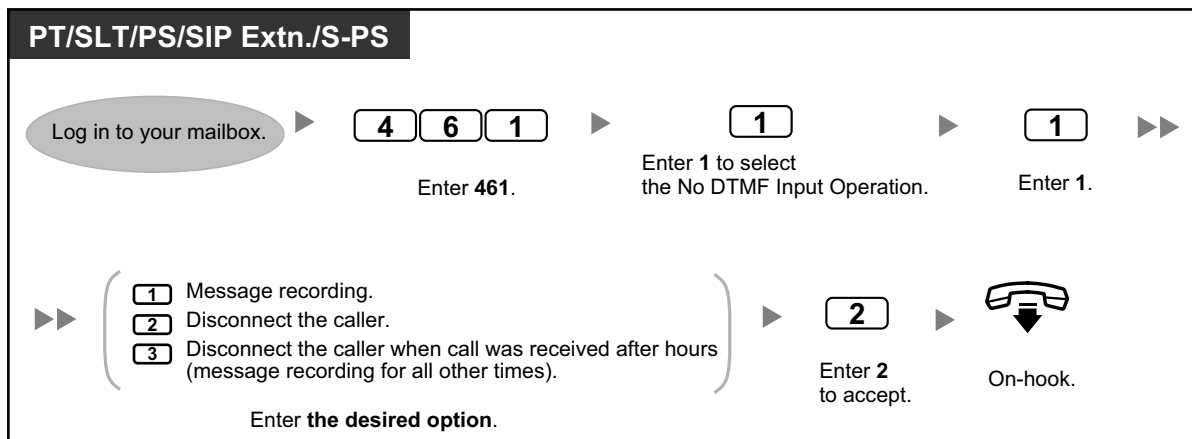 PT/SLT/PS/SIP Extn./S-PS
Log in to your mailbox.
4 6 1
Enter 461.
1
Enter 1 to select
the No DTMF Input Operation.
1
Enter 1.
1 Message recording.
2 Disconnect the caller.
3 Disconnect the caller when call was received after hours
(message recording for all other times).
Enter the desired option.
2
Enter 2
to accept.
On-hook.